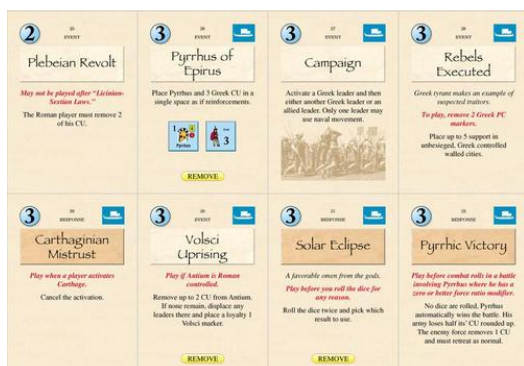 2
25
EVENT
Plebeian Revolt
May not be played after "Licinian-
Sextian Laws."
The Roman player must remove 2
of his CU.
3
26
EVENT
Pyrrhus of
Epirus
Place Pyrrhus and 3 Greek CU in a
single space as if reinforcements.
1
Pyrrhus
3
REMOVE
3
27
EVENT
Campaign
Activate a Greek leader and then
either another Greek leader or an
allied leader. Only one leader may
use naval movement.
3
28
EVENT
Rebels
Executed
Greek tyrant makes an example of
suspected traitors.
To play, remove 2 Greek PC
markers.
Place up to 5 support in
unbesieged, Greek controlled
walled cities.
3
RESPONSE
Carthaginian
Mistrust
Play when a player activates
Carthage.
Cancel the activation.
3
EVENT
Volsci
Uprising
Play if Antium is Roman
controlled.
Remove up to 2 CU from Antium.
If none remain, displace any
leaders there and place a loyalty 1
Volsci marker.
REMOVE
3
RESPONSE
Solar Eclipse
A favorable omen from the gods.
Play before you roll the dice for
any reason.
Roll the dice twice and pick which
result to use.
REMOVE
3
RESPONSE
Pyrrhic Victory
Play before combat rolls in a battle
involving Pyrrhus where he has a
zero or better force ratio modifier.
No dice are rolled, Pyrrhus
automatically wins the battle. His
army loses half its' CU rounded up.
The enemy force removes 1 CU
and must retreat as normal.